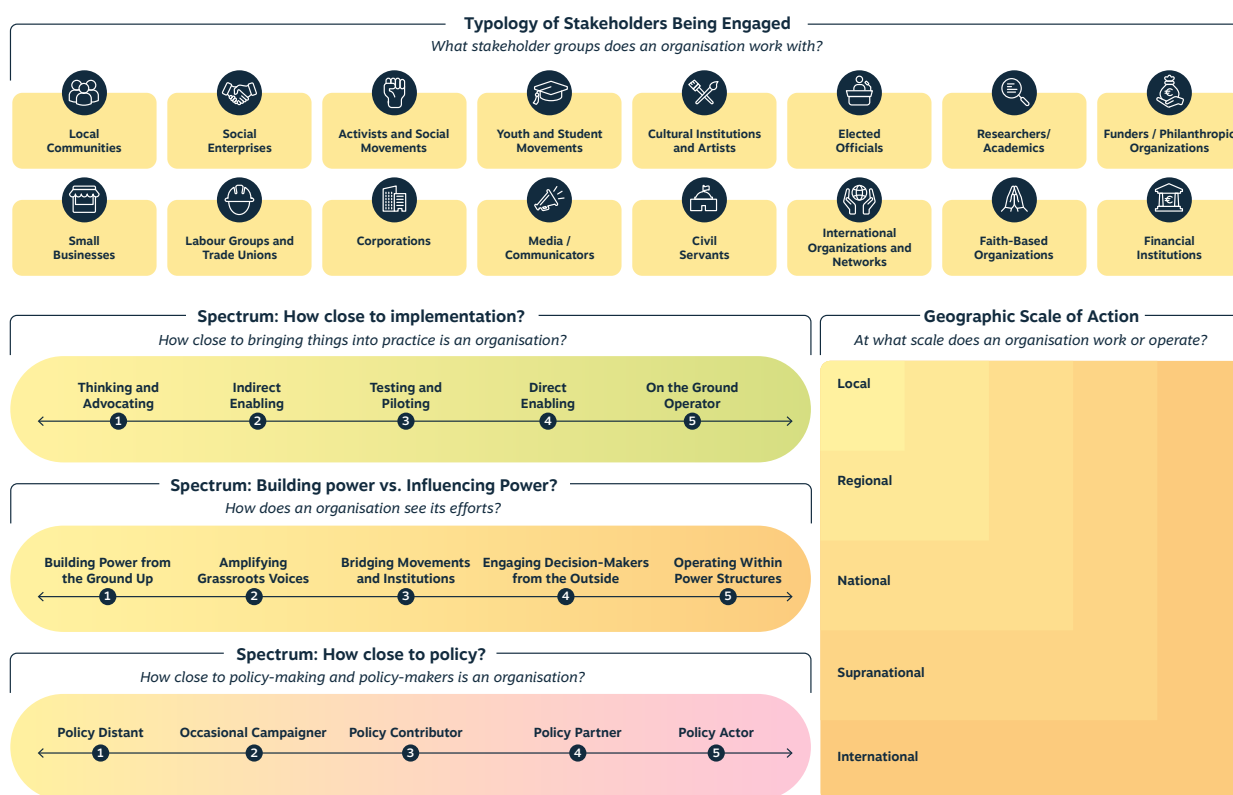 Typology of Stakeholders Being Engaged
What stakeholder groups does an organisation work with?
Local
Communities
Social
Enterprises
Activists and Social
Movements
Youth and Student
Movements
Cultural Institutions
and Artists
Elected
Officials
Researchers/
Academics
Funders / Philanthropic
Organizations
Small
Businesses
Labour Groups and
Trade Unions
Corporations
Media /
Communicators
Civil
Servants
International
Organizations and
Networks
Faith-Based
Organizations
Financial
Institutions
Spectrum: How close to implementation?
How close to bringing things into practice is an organisation?
Thinking and
Advocating
1
Indirect
Enabling
2
Testing and
Piloting
3
Direct
Enabling
4
On the Ground
Operator
5
Spectrum: Building power vs. Influencing Power?
How does an organisation see its efforts?
Building Power from
the Ground Up
1
Amplifying
Grassroots Voices
2
Bridging Movements
and Institutions
3
Engaging Decision-Makers
from the Outside
4
Operating Within
Power Structures
5
Spectrum: How close to policy?
How close to policy-making and policy-makers is an organisation?
Policy Distant
1
Occasional Campaigner
2
Policy Contributor
3
Policy Partner
4
Policy Actor
5
Geographic Scale of Action
At what scale does an organisation work or operate?
Local
Regional
National
Supranational
International